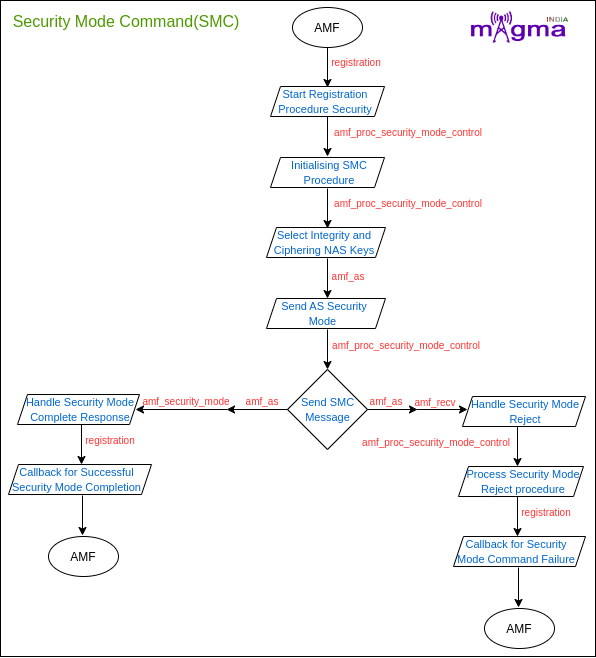 Security Mode Command(SMC)
AMF
INDIA
magma
registration
Start Registration
Procedure Security
amf_proc_security_mode_control
Initialising SMC
Procedure
amf_proc_security_mode_control
Select Integrity and
Ciphering NAS Keys
amf_as
Send AS Security
Mode
amf_proc_security_mode_control
Send SMC
Message
amf_as
amf_security_mode
Handle Security Mode
Complete Response
registration
Callback for Successful
Security Mode Completion
AMF
amf_as
amf_recv
Handle Security Mode
Reject
amf_proc_security_mode_control
Process Security Mode
Reject procedure
registration
Callback for Security
Mode Command Failure
AMF